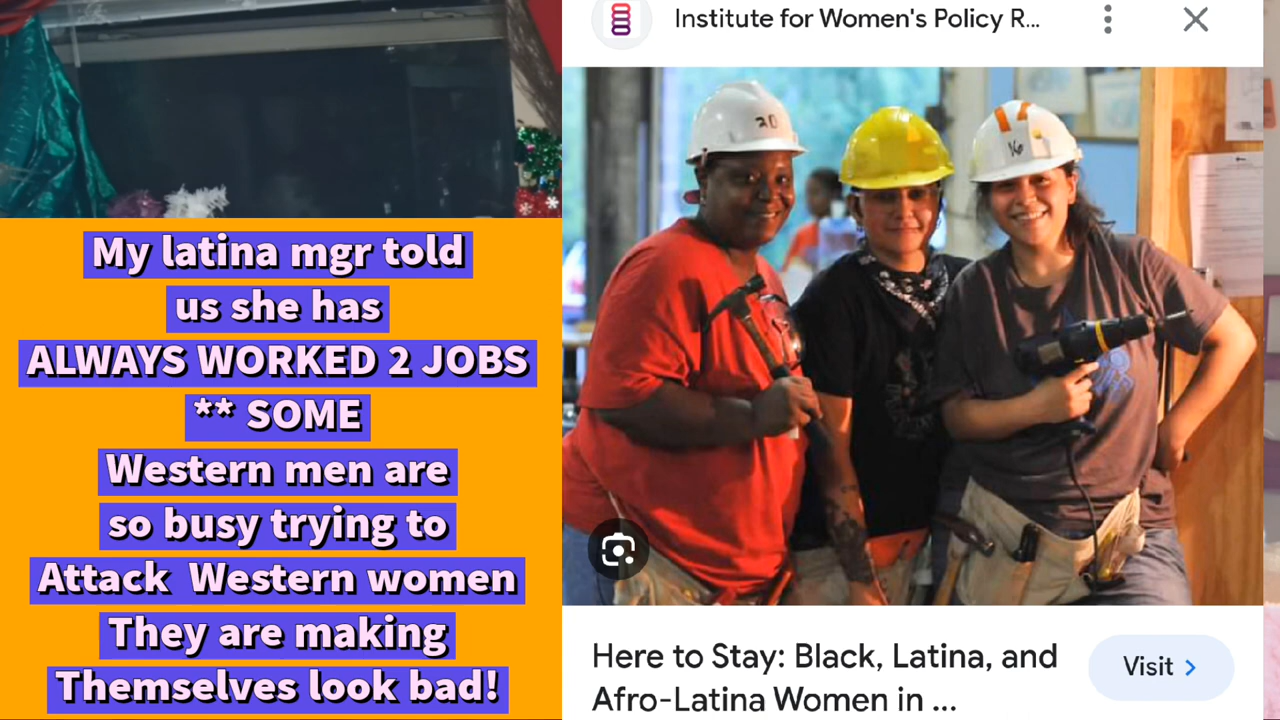 My latina mgr told
us she has
ALWAYS WORKED 2 JOBS
** SOME
Western men are
so busy trying to
Attack Western women
They are making
Themselves look bad!
Institute for Women's Policy R...
20
16
Here to Stay: Black, Latina, and
Afro-Latina Women in ...
Visit >